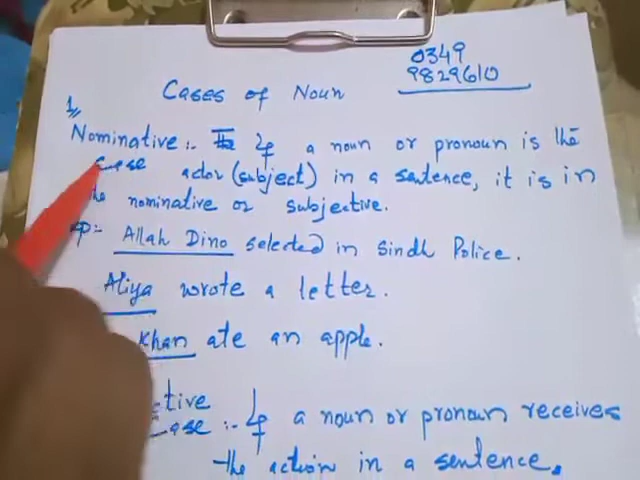 0349
9829610
Cases of Noun
1
Nominative :- If a noun or pronoun is the
Case actor (subject) in a sentence, it is in
the nominative or subjective.
Allah Dino selected in Sindh Police.
Aliya wrote a letter.
Khan ate an apple.
tive
Case :- If a noun or pronoun receives
the action in a sentence.